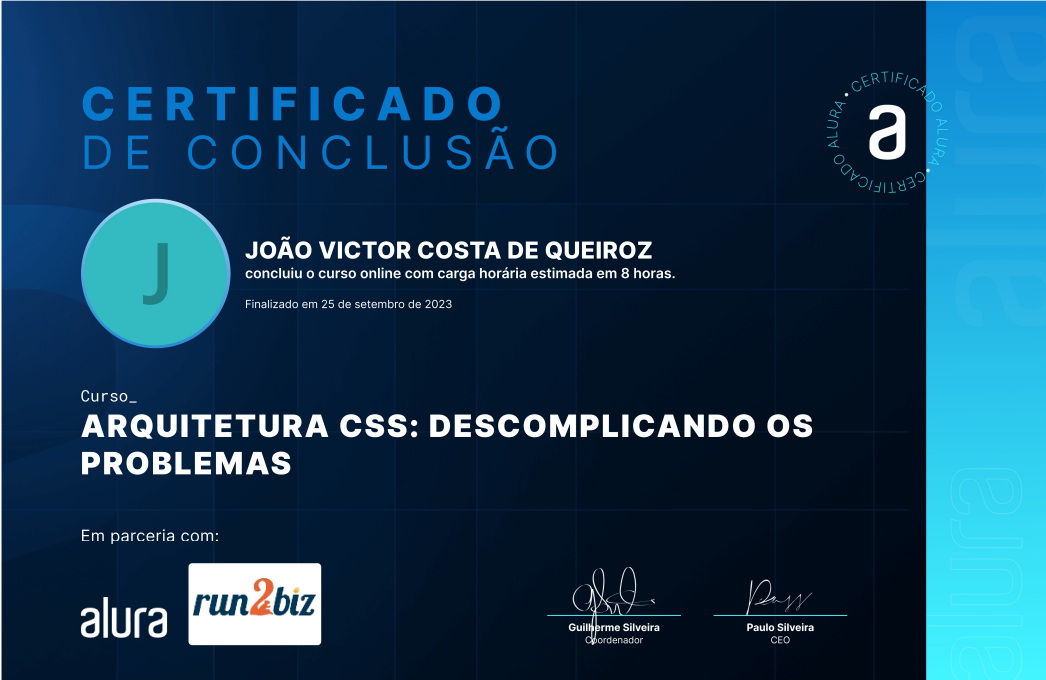 CERTIFICADO
DE CONCLUSÃO
CERTIFICADO ALURA • CERTIFICADO ALURA •
a
J
JOÃO VICTOR COSTA DE QUEIROZ
concluiu o curso online com carga horária estimada em 8 horas.
Finalizado em 25 de setembro de 2023
Curso_
ARQUITETURA CSS: DESCOMPLICANDO OS
PROBLEMAS
Em parceria com:
alura
run2biz
Guilherme Silveira
Coordenador
Paulo Silveira
CEO
alura
alura